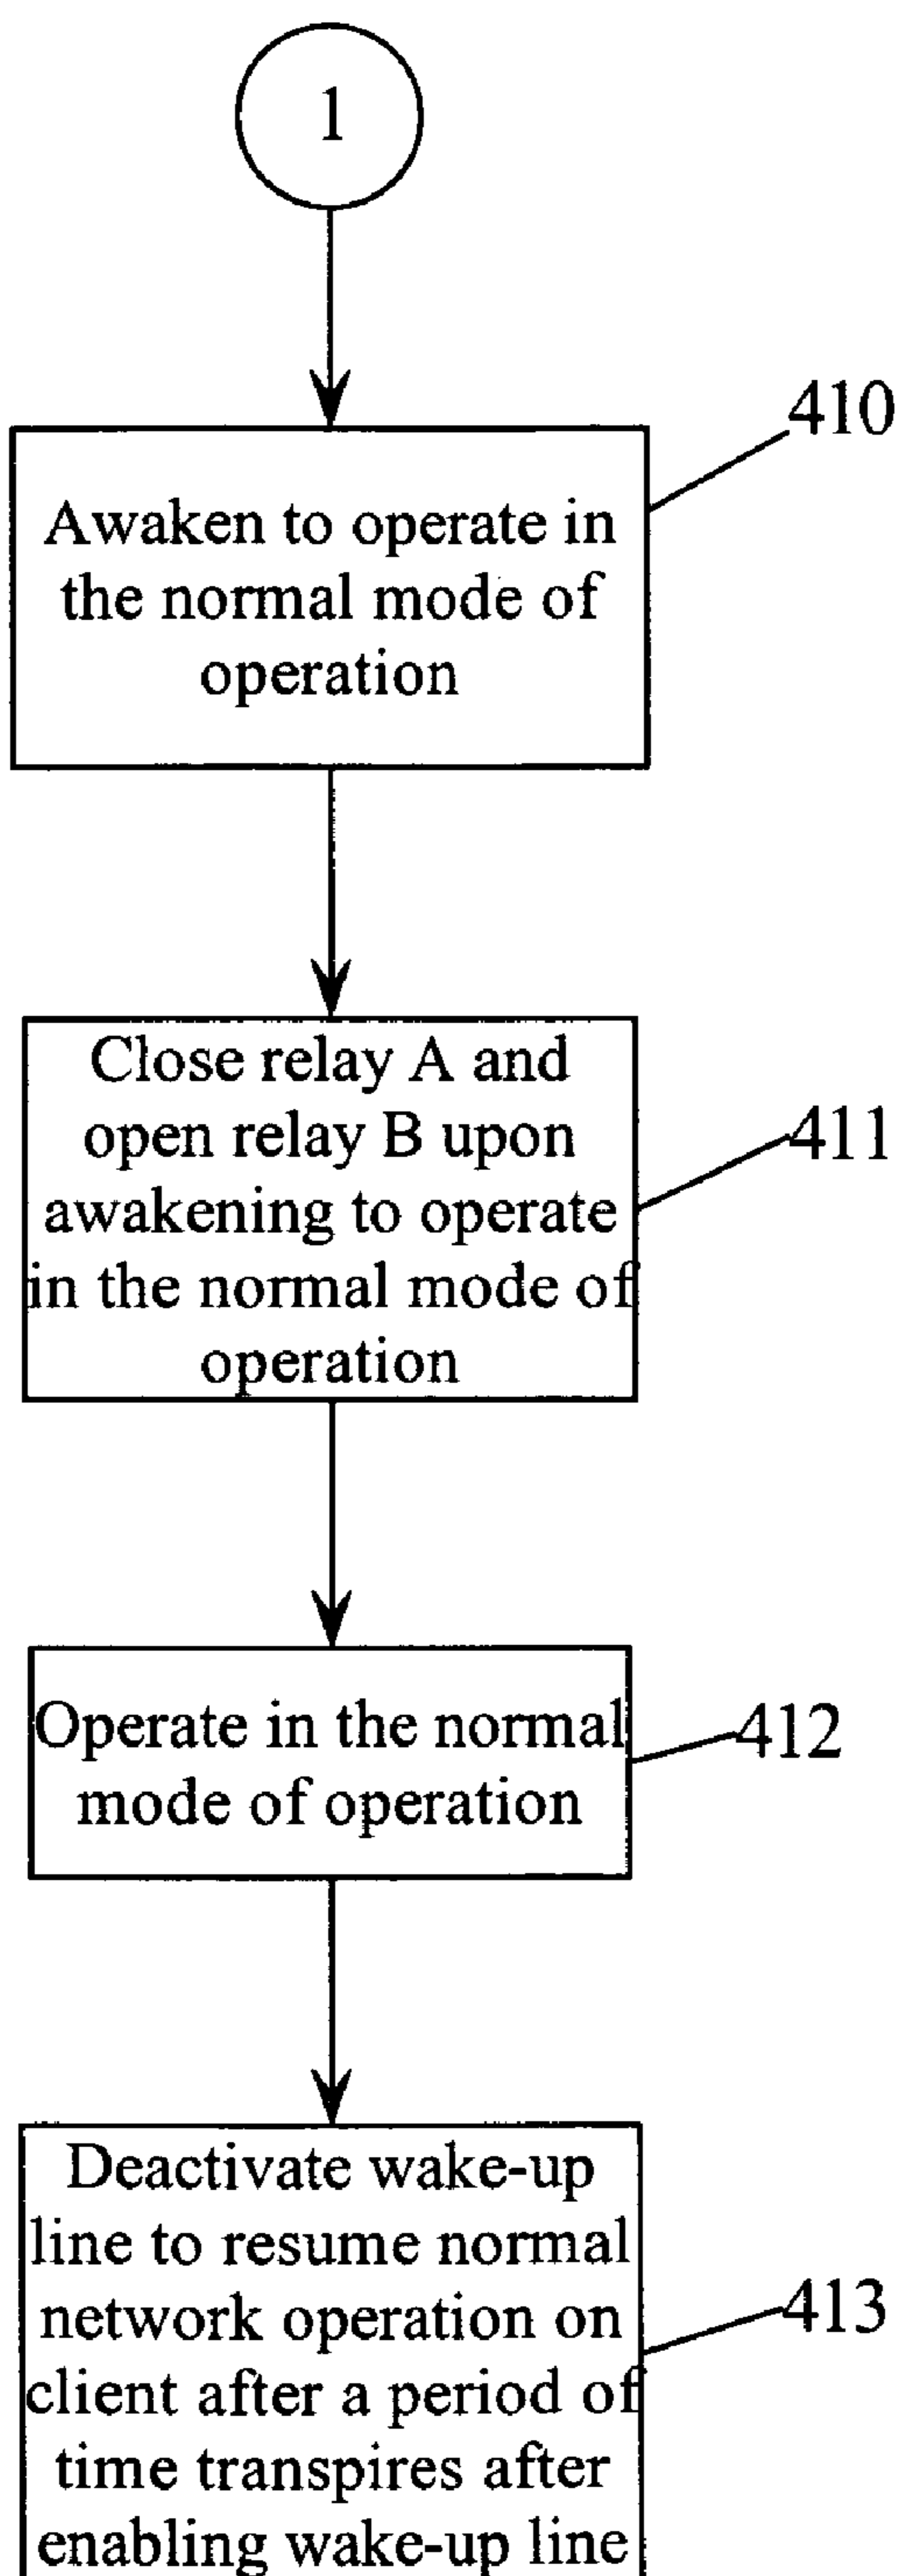 1
410
Awaken to operate in
the normal mode of
operation
Close relay A and
open relay B upon
awakening to operate
in the normal mode of
operation
411
Operate in the normal
mode of operation
412
Deactivate wake-up
line to resume normal
network operation on
client after a period of
time transpires after
enabling wake-up line
413